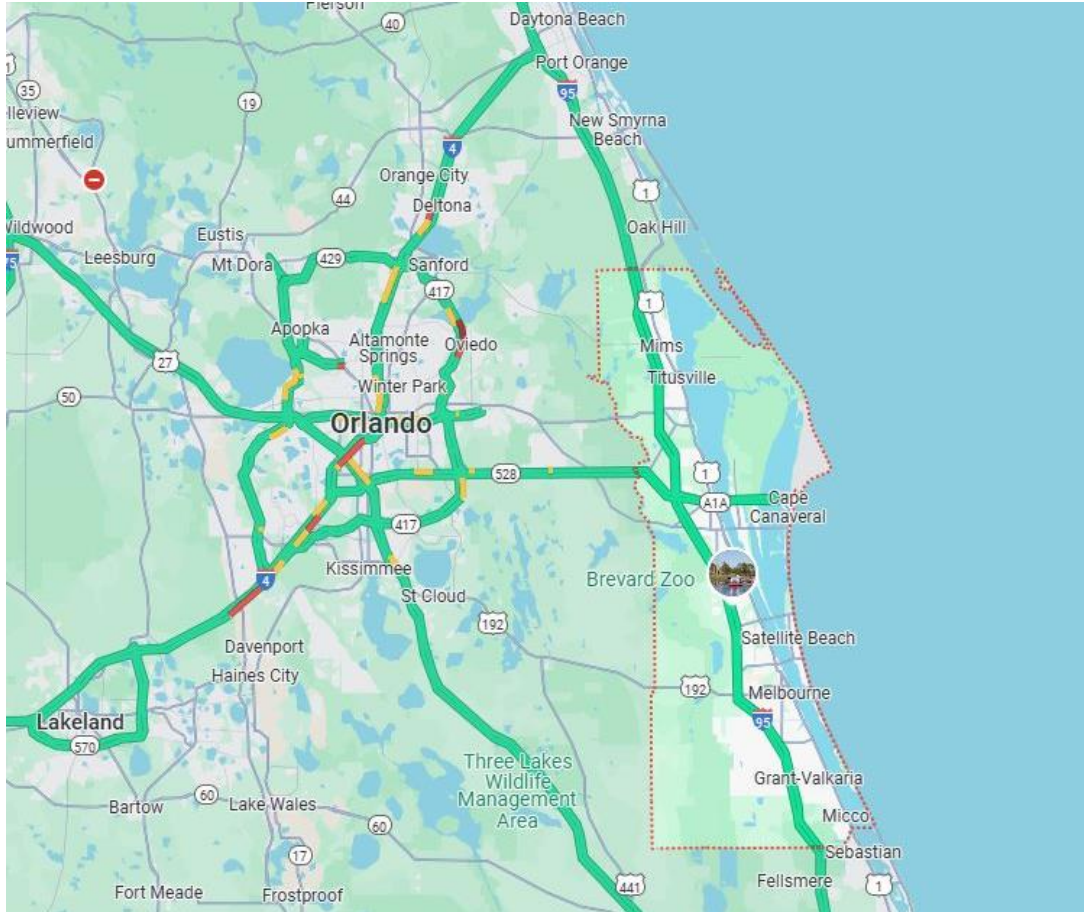 Pierson
40
Daytona Beach
Port Orange
95
35
19
elleview
ummerfield
4
New Smyrna
Beach
Orange City
44
1
Deltona
Oak Hill
Wildwood
Eustis
75
Leesburg
Mt Dora
429
Sanford
417
1
Apopka
Altamonte
Springs
Oviedo
Mims
27
Titusville
Winter Park
50
Orlando
528
1
A1A
Cape
Canaveral
417
Kissimmee
4
Brevard Zoo
St Cloud
192
Satellite Beach
Davenport
Haines City
192
Melbourne
Lakeland
95
570
Three Lakes
Wildlife
Management
Area
Grant-Valkaria
Bartow
60
Lake Wales
60
Micco
Sebastian
17
Fellsmere
441
1
Fort Meade
Frostproof